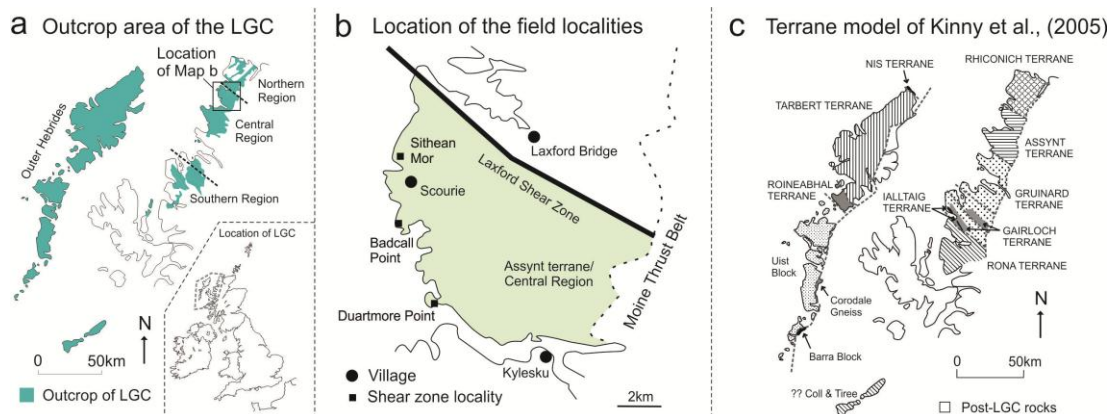 a Outcrop area of the LGC
Location
of Map b
Northern
Region
Central
Region
Southern Region
Outer Hebrides
Location of LGC
N
0 50km
Outcrop of LGC
b Location of the field localities
Sithean
Mor
Scourie
Badcall
Point
Duartmore Point
Laxford Bridge
Laxford Shear Zone
Assynt terrane/
Central Region
Moine Thrust Belt
Kylesku
Village
Shear zone locality
2km
c Terrane model of Kinny et al., (2005)
NIS TERRANE
RHICONICH TERRANE
TARBERT TERRANE
ASSYNT
TERRANE
ROINEABHAL
TERRANE
IALLTAIG
TERRANE
GRUINARD
TERRANE
GAIRLOCH
TERRANE
RONA TERRANE
Uist
Block
Corodale
Gneiss
Barra Block
N
0 50km
?? Coll & Tiree
Post-LGC rocks